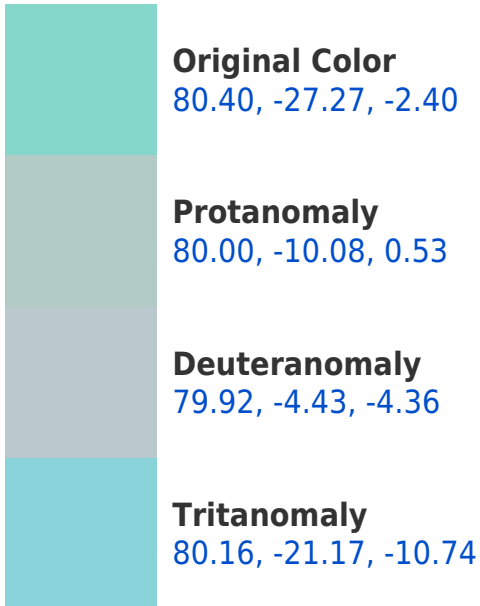 Original Color
80.40, -27.27, -2.40
Protanomaly
80.00, -10.08, 0.53
Deuteranomaly
79.92, -4.43, -4.36
Tritanomaly
80.16, -21.17, -10.74